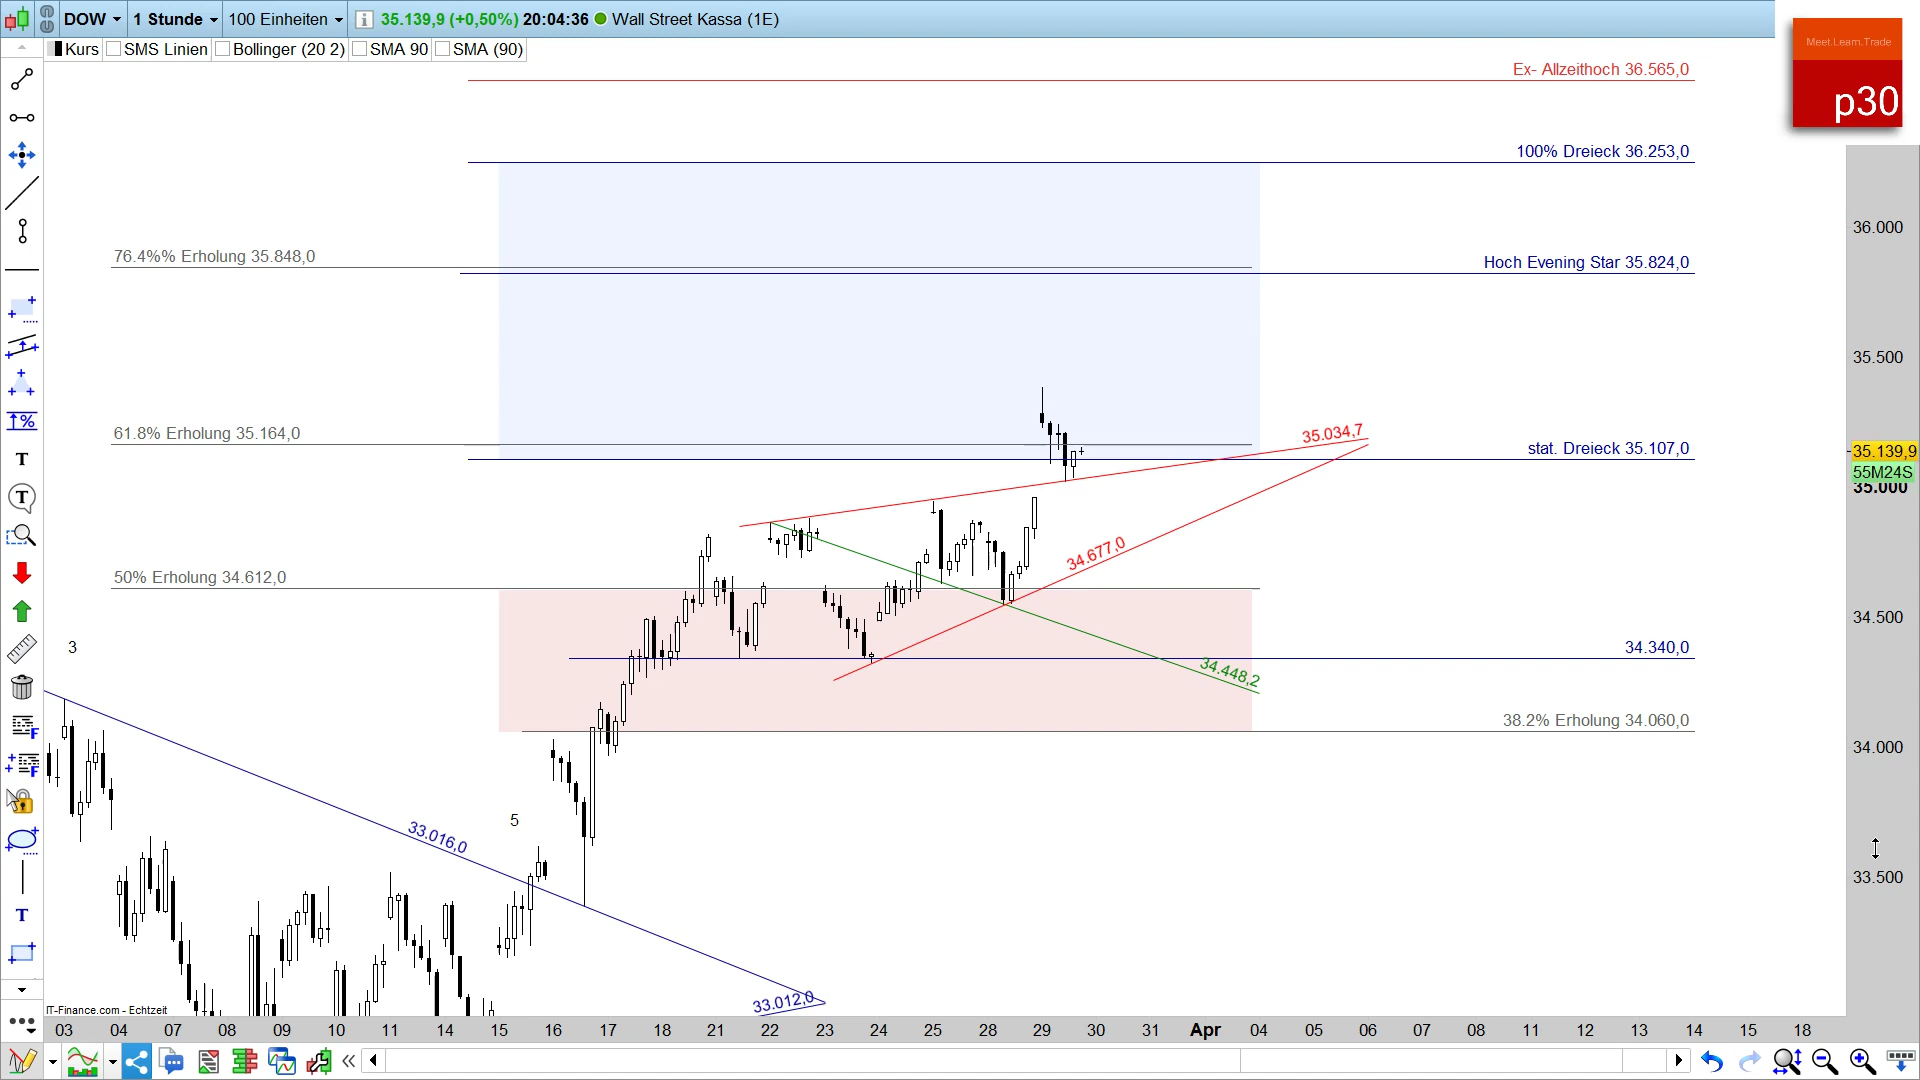 DOW 1 Stunde 100 Einheiten 35.139,9 (+0,50%) 20:04:36 Wall Street Kassa (1E)
Kurs SMS Linien Bollinger (20 2) SMA 90 SMA (90)
Meet.Learn.Trade
p30
Ex- Allzeithoch 36.565,0
100% Dreieck 36.253,0
36.000
76.4%% Erholung 35.848,0
Hoch Evening Star 35.824,0
35.500
61.8% Erholung 35.164,0
35.034,7
stat. Dreieck 35.107,0
35.139,9
55M24S
35.000
34.677,0
50% Erholung 34.612,0
34.500
3
34.340,0
34.448,2
38.2% Erholung 34.060,0
34.000
5
33.016,0
33.500
33.012,0
IT-Finance.com - Echtzeit
03 04 07 08 09 10 11 14 15 16 17 18 21 22 23 24 25 28 29 30 31 Apr 04 05 06 07 08 11 12 13 14 15 18
T
T
%
F
F
T